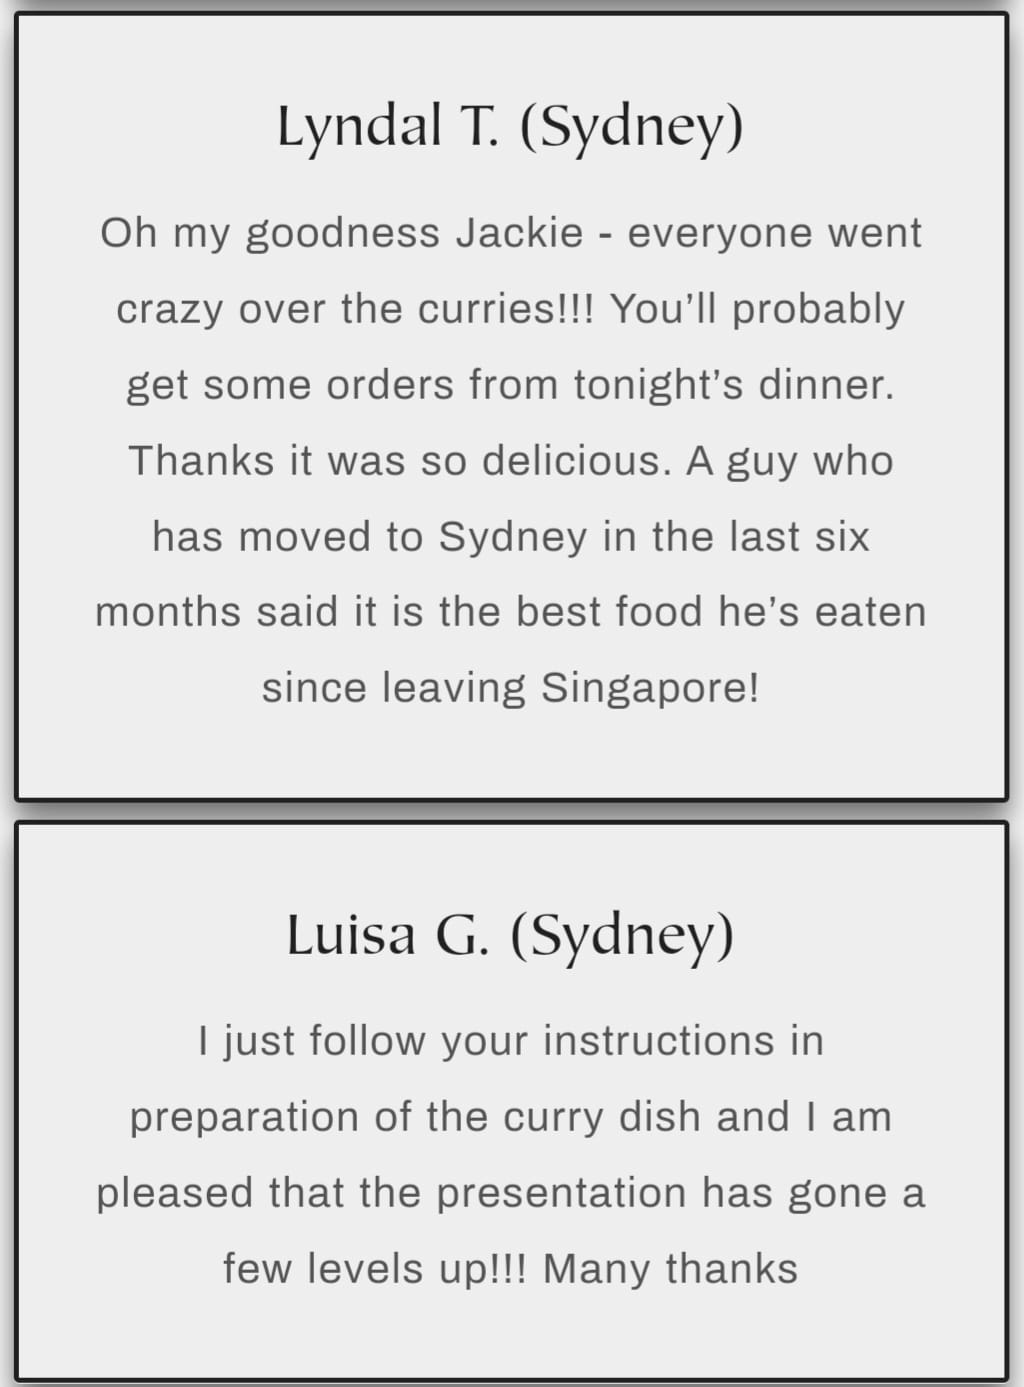 Lyndal T. (Sydney)
Oh my goodness Jackie - everyone went
crazy over the curries!!! You’ll probably
get some orders from tonight’s dinner.
Thanks it was so delicious. A guy who
has moved to Sydney in the last six
months said it is the best food he’s eaten
since leaving Singapore!
Luisa G. (Sydney)
I just follow your instructions in
preparation of the curry dish and I am
pleased that the presentation has gone a
few levels up!!! Many thanks